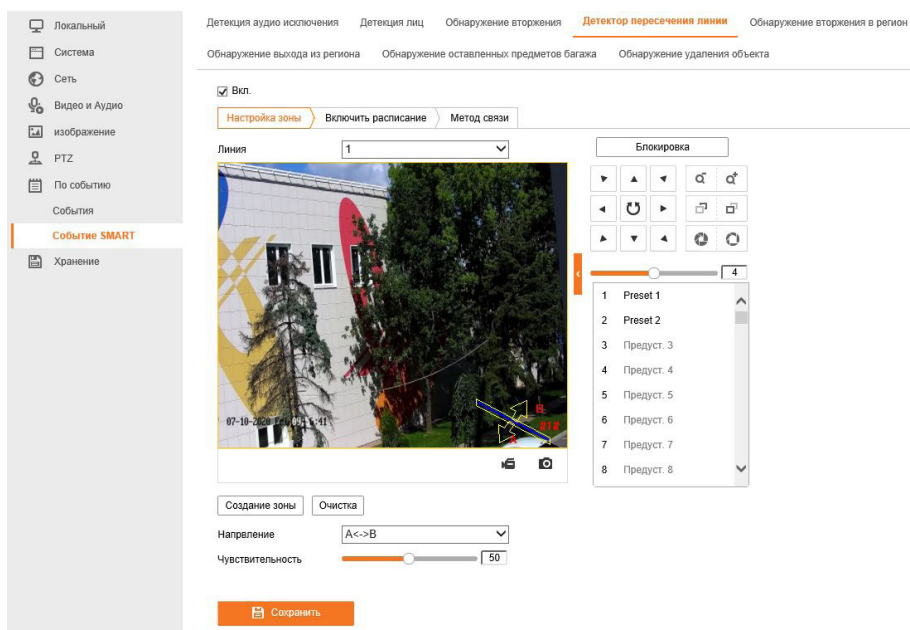 Локальный
Система
Сеть
Видео и Аудио
изображение
PTZ
По событию
События
Событие SMART
Хранение
Детекция аудио исключения
Детекция лиц
Обнаружение вторжения
Детектор пересечения линии
Обнаружение вторжения в регион
Обнаружение выхода из региона
Обнаружение оставленных предметов багажа
Обнаружение удаления объекта
Вкл.
Настройка зоны
Включить расписание
Метод связи
Линия
1
07-10-2020
B
#1#
A
Создание зоны
Очистка
Напрвление
A<->B
Чувствительность
50
Сохранить
Блокировка
4
1 Preset 1
2 Preset 2
3 Предуст. 3
4 Предуст. 4
5 Предуст. 5
6 Предуст. 6
7 Предуст. 7
8 Предуст. 8